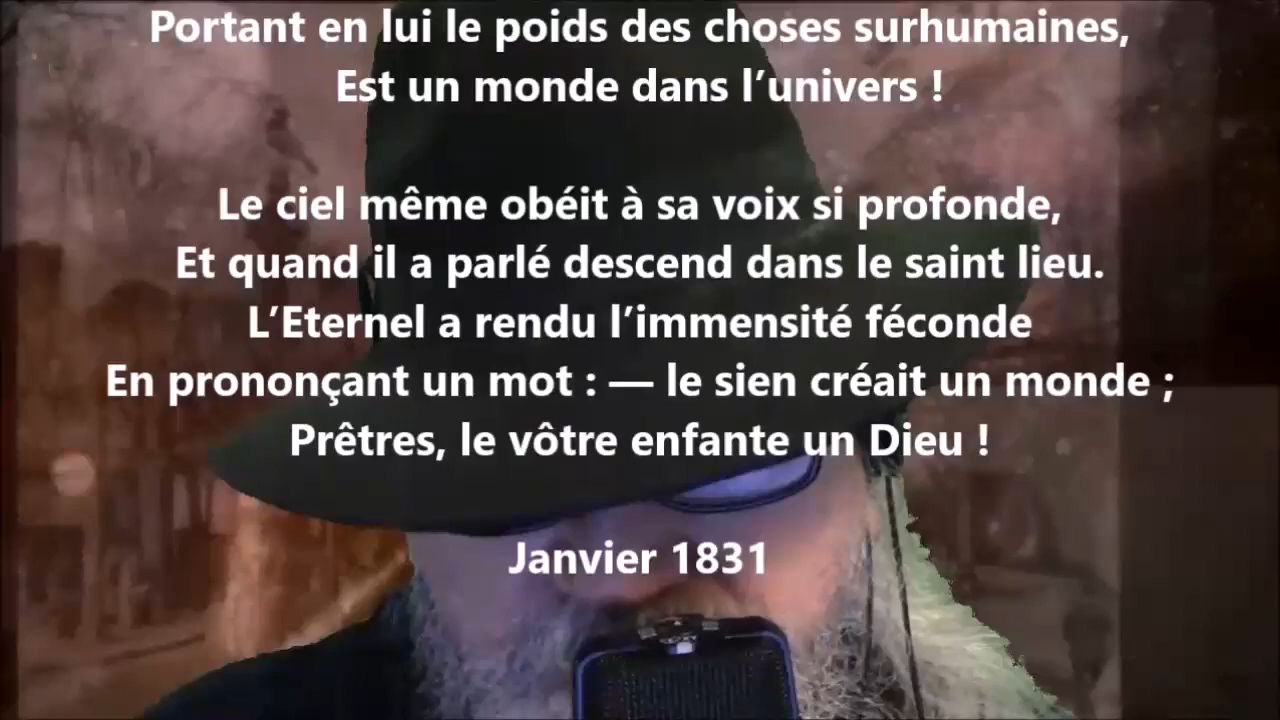 Portant en lui le poids des choses surhumaines,
Est un monde dans l’univers !
Le ciel même obéit à sa voix si profonde,
Et quand il a parlé descend dans le saint lieu.
L’Eternel a rendu l’immensité féconde
En prononçant un mot : — le sien créait un monde ;
Prêtres, le vôtre enfante un Dieu !
Janvier 1831